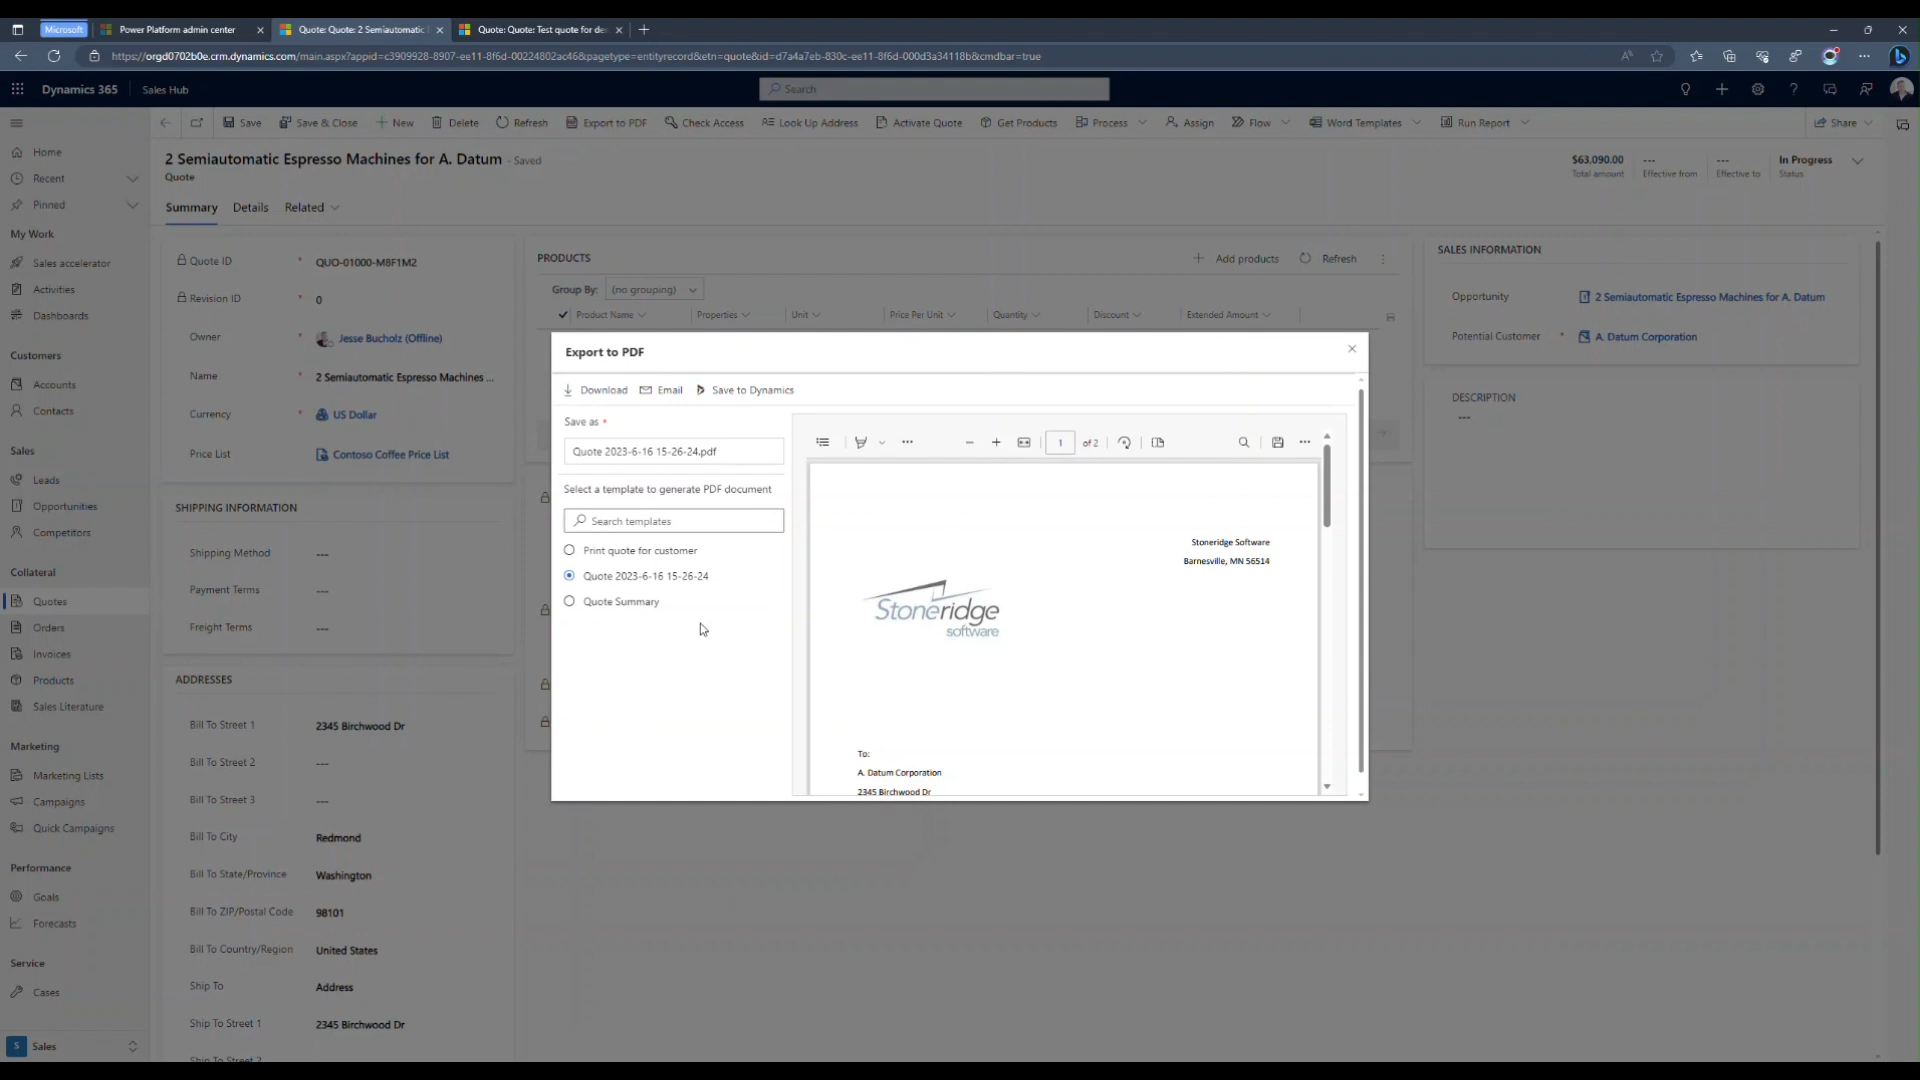 Microsoft
Power Platform admin center
Quote: Quote: 2 Semiautomatic
Quote: Quote: Test quote for de
https://orgd0702b0e.crm.dynamics.com/main.aspx?appid=c3909928-8907-ee11-8f6d-00224802ac46&pagetype=entityrecord&etn=quote&id=d7a4a7eb-830c-ee11-8f6d-000d3a34118b&cmdbar=true
Dynamics 365
Sales Hub
Search
Save
Save & Close
New
Delete
Refresh
Export to PDF
Check Access
Look Up Address
Activate Quote
Get Products
Process
Assign
Flow
Word Templates
Run Report
Share
Home
Recent
Pinned
My Work
Sales accelerator
Activities
Dashboards
Customers
Accounts
Contacts
Sales
Leads
Opportunities
Competitors
Collateral
Quotes
Orders
Invoices
Products
Sales Literature
Marketing
Marketing Lists
Campaigns
Quick Campaigns
Performance
Goals
Forecasts
Service
Cases
S Sales
2 Semiautomatic Espresso Machines for A. Datum - Saved
Quote
$63,090.00
Total amount
---
Effective from
---
Effective to
In Progress
Status
Summary
Details
Related
Quote ID * QUO-01000-M8F1M2
Revision ID * 0
Owner * Jesse Bucholz (Offline)
Name * 2 Semiautomatic Espresso Machines ...
Currency * US Dollar
Price List Contoso Coffee Price List
SHIPPING INFORMATION
Shipping Method ---
Payment Terms ---
Freight Terms ---
ADDRESSES
Bill To Street 1 2345 Birchwood Dr
Bill To Street 2 ---
Bill To Street 3 ---
Bill To City Redmond
Bill To State/Province Washington
Bill To ZIP/Postal Code 98101
Bill To Country/Region United States
Ship To Address
Ship To Street 1 2345 Birchwood Dr
Ship To Street 2
PRODUCTS
Add products
Refresh
Group By: (no grouping)
Product Name
Properties
Unit
Price Per Unit
Quantity
Discount
Extended Amount
Export to PDF
Download
Email
Save to Dynamics
Save as *
Quote 2023-6-16 15-26-24.pdf
Select a template to generate PDF document
Search templates
Print quote for customer
Quote 2023-6-16 15-26-24
Quote Summary
1 of 2
Stoneridge Software
Barnesville, MN 56514
Stoneridge
software
To:
A. Datum Corporation
2345 Birchwood Dr
SALES INFORMATION
Opportunity 2 Semiautomatic Espresso Machines for A. Datum
Potential Customer * A. Datum Corporation
DESCRIPTION
---